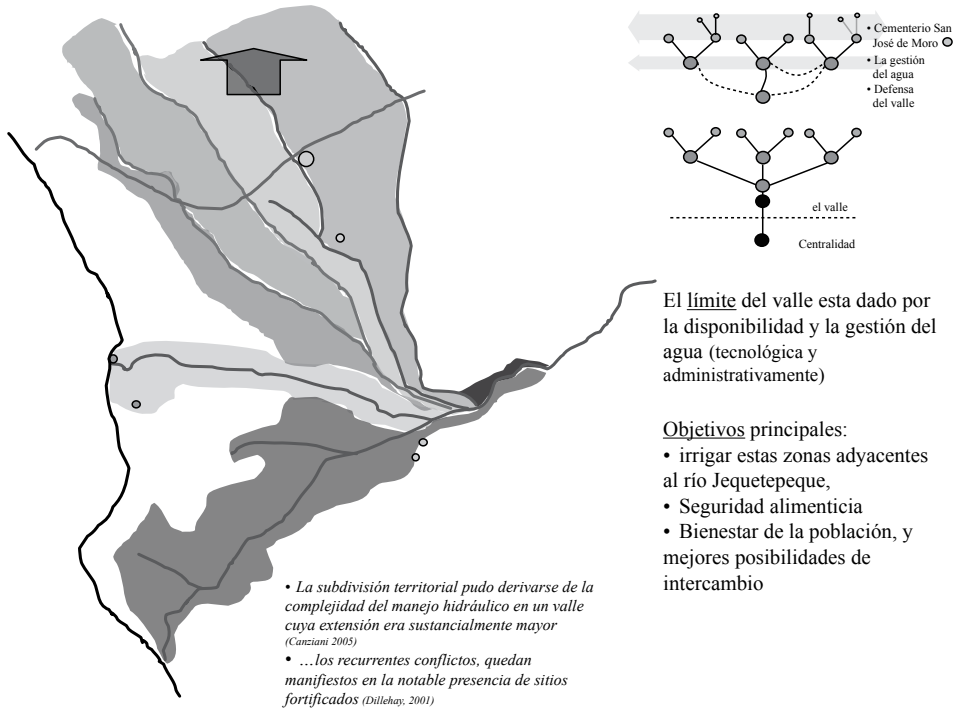 • Cementerio San
José de Moro
• La gestión
del agua
• Defensa
del valle
el valle
Centralidad
El límite del valle esta dado por
la disponibilidad y la gestión del
agua (tecnológica y
administrativamente)
Objetivos principales:
• irrigar estas zonas adyacentes
al río Jequetepeque,
• Seguridad alimenticia
• Bienestar de la población, y
mejores posibilidades de
intercambio
• La subdivisión territorial pudo derivarse de la
complejidad del manejo hidráulico en un valle
cuya extensión era sustancialmente mayor
(Canziani 2005)
• …los recurrentes conflictos, quedan
manifiestos en la notable presencia de sitios
fortificados (Dillehay, 2001)